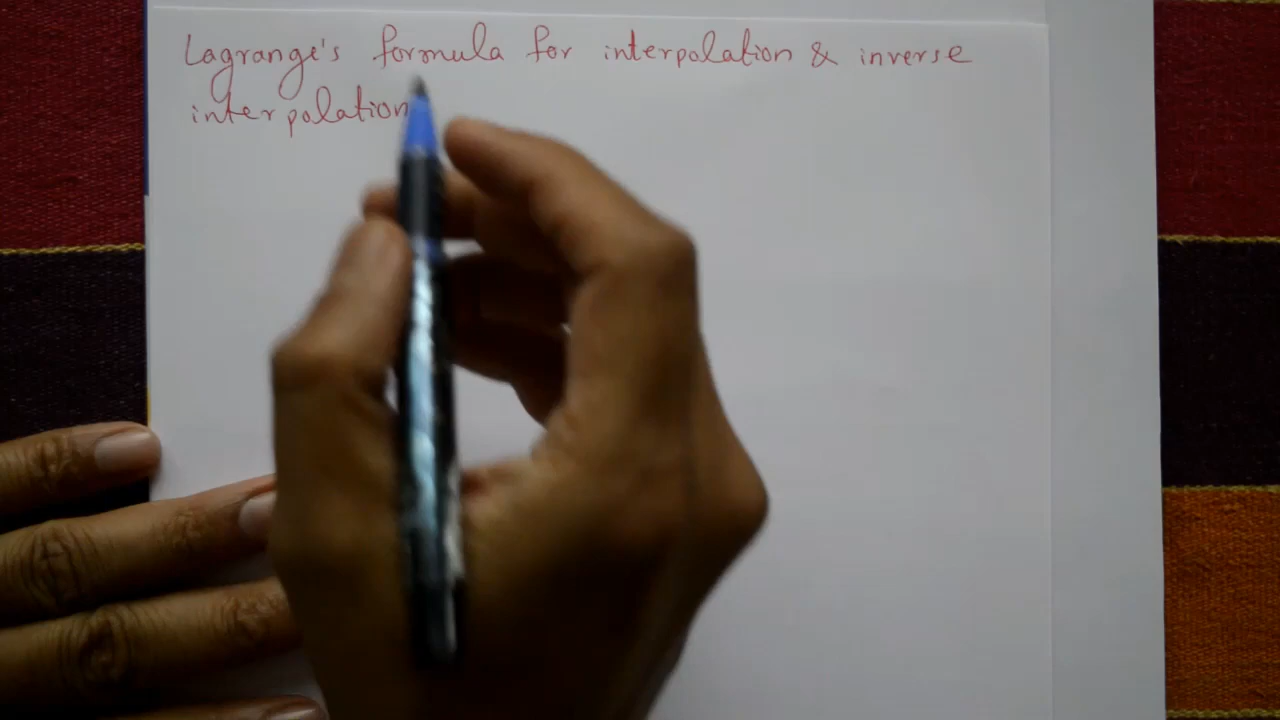 Lagrange's formula for interpolation & inverse
interpolation